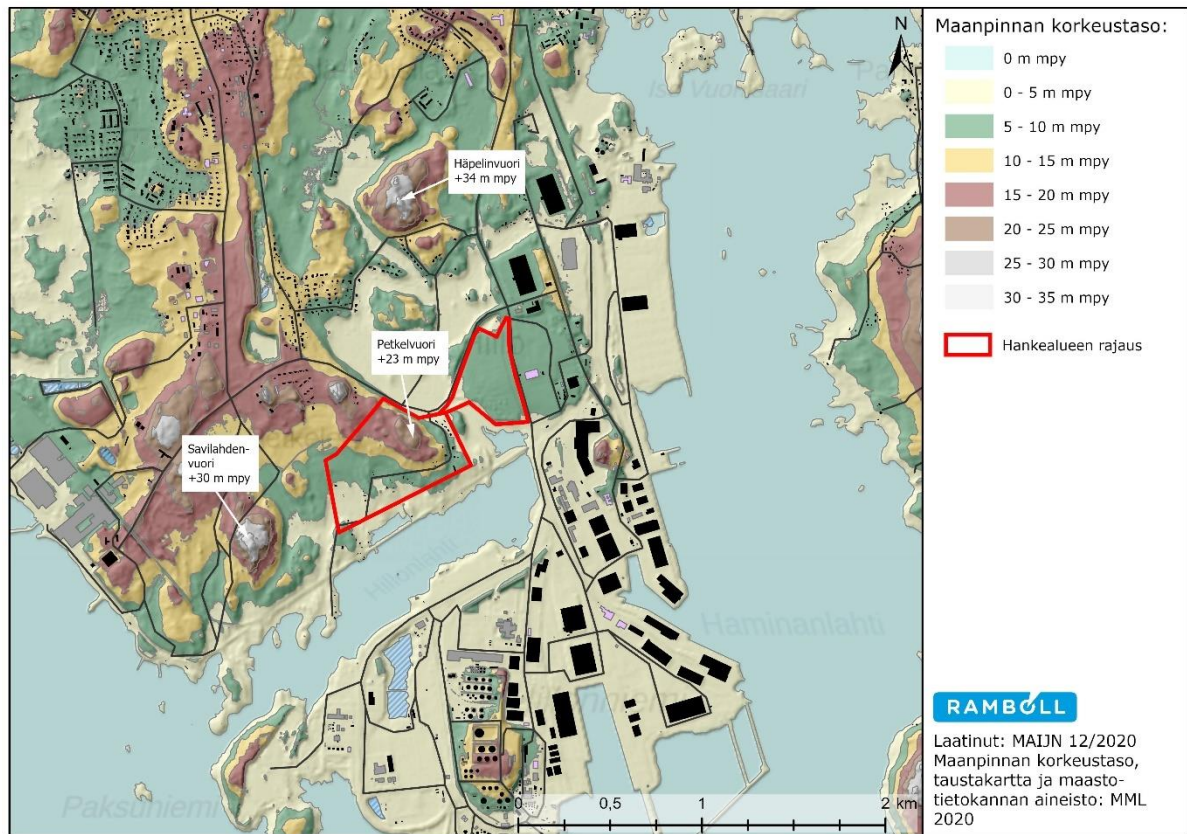 N
Iso Vuohisaari
Häpelinvuori
+34 m mpy
Petkelvuori
+23 m mpy
Savilahden-
vuori
+30 m mpy
Hillonlahti
Haminanlahti
Paksuniemi
0
0,5
1
2 km
Maanpinnan korkeustaso:
0 m mpy
0 - 5 m mpy
5 - 10 m mpy
10 - 15 m mpy
15 - 20 m mpy
20 - 25 m mpy
25 - 30 m mpy
30 - 35 m mpy
Hankealueen rajaus
RAMBOLL
Laatinut: MAIJN 12/2020
Maanpinnan korkeustaso,
taustakartta ja maasto-
tietokannan aineisto: MML
2020